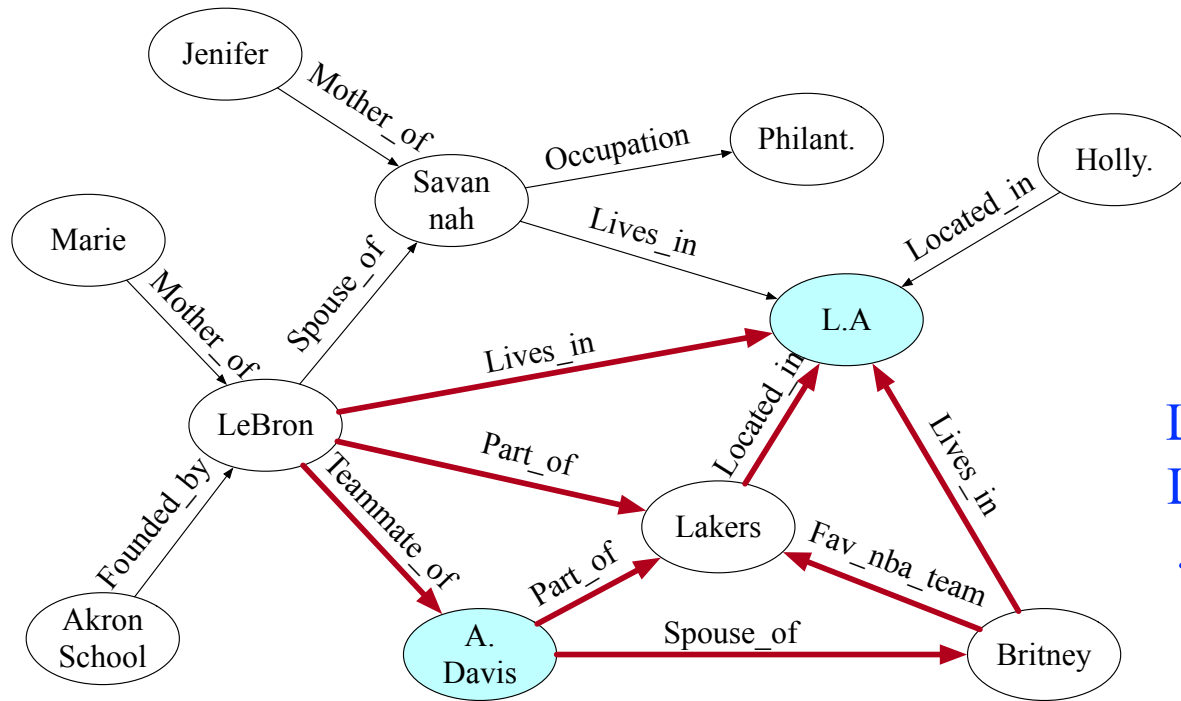 Jenifer
Mother_of
Occupation
Philant.
Holly.
Savan
nah
Located_in
Marie
Lives_in
Mother_of
Spouse_of
L.A
Lives_in
Located_in
LeBron
Part_of
Lives_in
Teammate_of
Founded_by
Lakers
Fav_nba_team
Part_of
Akron
School
A.
Davis
Spouse_of
Britney